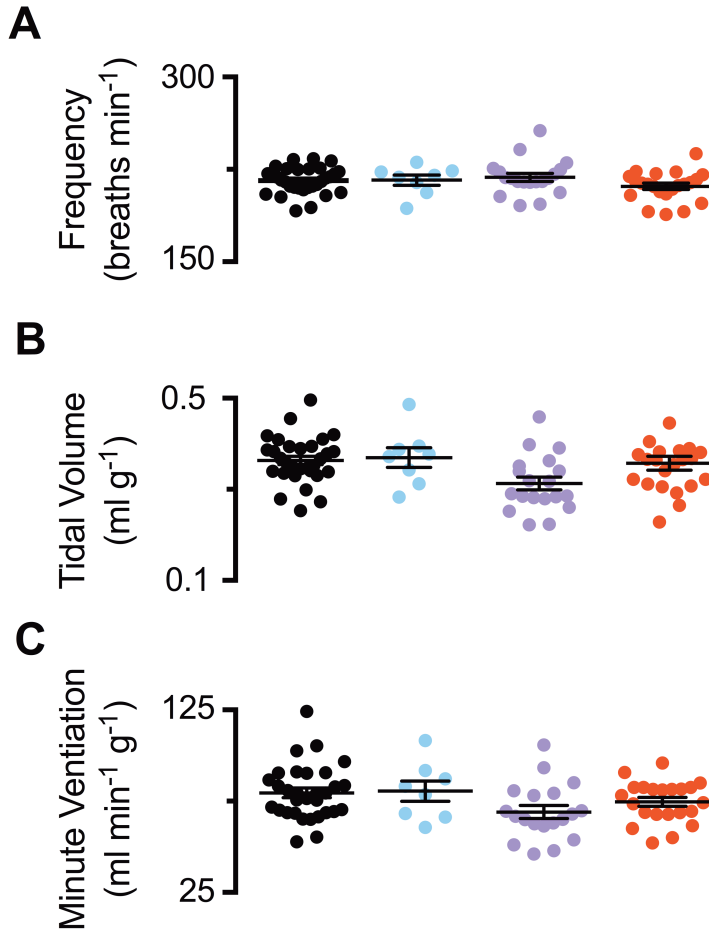 A
300
Frequency
(breaths min-1)
150
B
0.5
Tidal Volume
(ml g-1)
0.1
C
125
Minute Ventiation
(ml min-1 g-1)
25